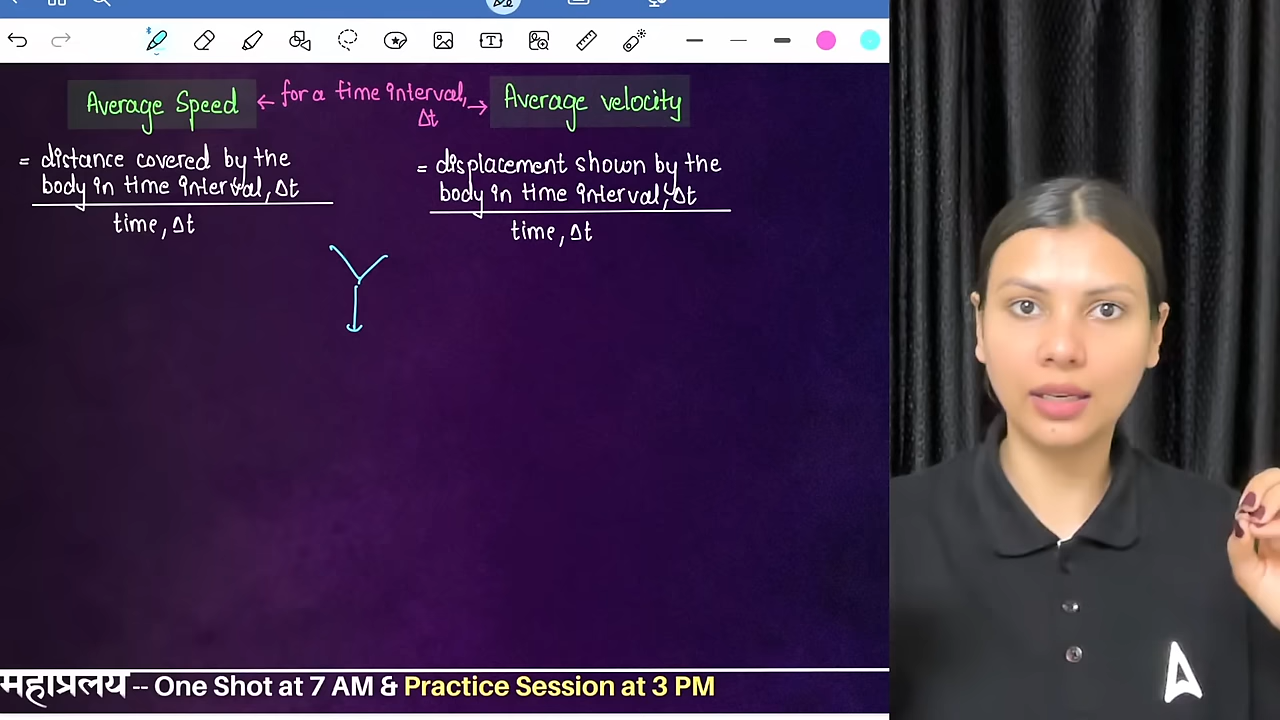 Average Speed ← for a time interval, → Average velocity
Δt
= distance covered by the
body in time interval, Δt
time, Δt
= displacement shown by the
body in time interval, Δt
time, Δt
महाप्रलय -- One Shot at 7 AM & Practice Session at 3 PM